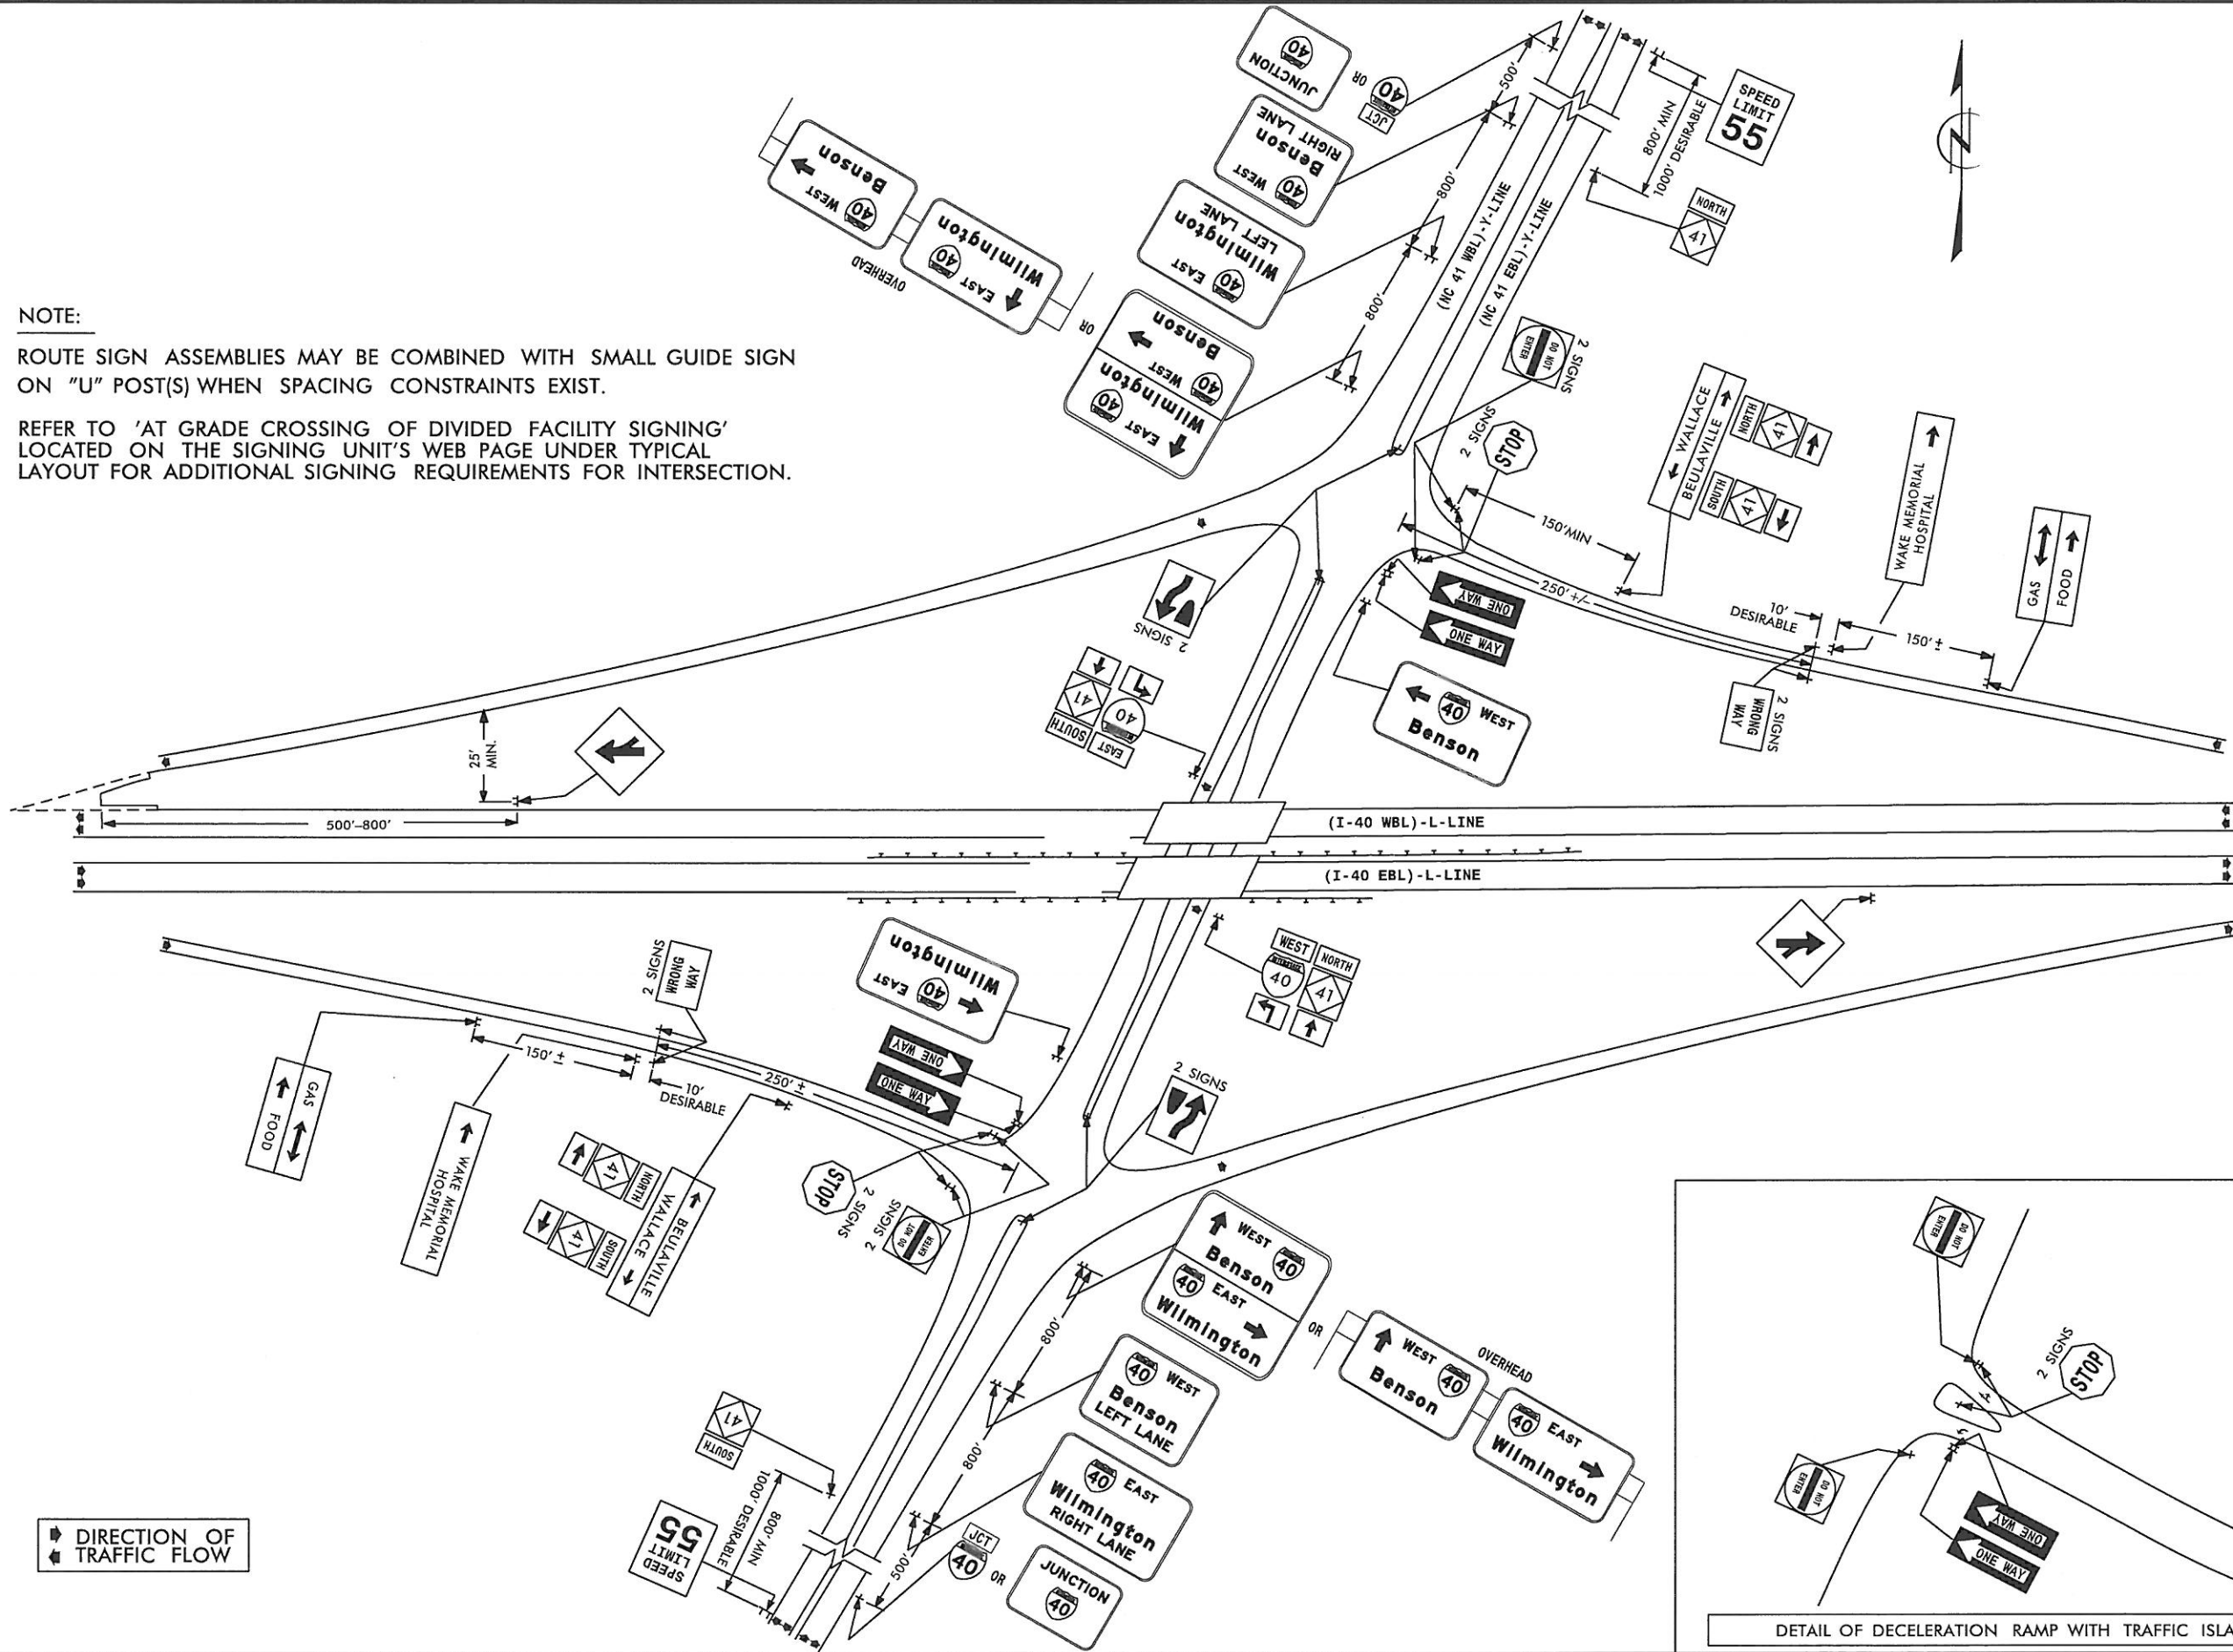 NOTE:
ROUTE SIGN ASSEMBLIES MAY BE COMBINED WITH SMALL GUIDE SIGN
ON "U" POST(S) WHEN SPACING CONSTRAINTS EXIST.
REFER TO 'AT GRADE CROSSING OF DIVIDED FACILITY SIGNING'
LOCATED ON THE SIGNING UNIT'S WEB PAGE UNDER TYPICAL
LAYOUT FOR ADDITIONAL SIGNING REQUIREMENTS FOR INTERSECTION.
JUNCTION
40
OR
JCT
40
500'
40 WEST
Benson
RIGHT LANE
800'
40 EAST
Wilmington
LEFT LANE
800'
40 EAST
Wilmington
40 WEST
Benson
OR
40 EAST
Wilmington
40 WEST
Benson
OVERHEAD
(NC 41 WBL)-Y-LINE
(NC 41 EBL)-Y-LINE
SPEED
LIMIT
55
800' MIN
1000' DESIRABLE
NORTH
41
N
DO NOT
ENTER
2 SIGNS
2 SIGNS
STOP
150'MIN
WALLACE
BEULAVILLE
NORTH
41
SOUTH
41
WAKE MEMORIAL
HOSPITAL
GAS
FOOD
250' +/-
10'
DESIRABLE
150' ±
WRONG
WAY
2 SIGNS
ONE WAY
ONE WAY
40 WEST
Benson
2 SIGNS
EAST
40
SOUTH
41
25'
MIN.
500'-800'
(I-40 WBL)-L-LINE
(I-40 EBL)-L-LINE
2 SIGNS
WRONG
WAY
40 EAST
Wilmington
ONE WAY
ONE WAY
WEST
40
NORTH
41
2 SIGNS
150' ±
10'
DESIRABLE
250' ±
GAS
FOOD
WAKE MEMORIAL
HOSPITAL
NORTH
41
SOUTH
41
BEULAVILLE
WALLACE
STOP
2 SIGNS
2 SIGNS
DO NOT
ENTER
WEST 40
Benson
40 EAST
Wilmington
OR
WEST 40
Benson
40 EAST
Wilmington
OVERHEAD
800'
40 WEST
Benson
LEFT LANE
800'
40 EAST
Wilmington
RIGHT LANE
500'
JCT
40
OR
JUNCTION
40
SOUTH
41
1000' DESIRABLE
800' MIN
SPEED
LIMIT
55
DIRECTION OF
TRAFFIC FLOW
DO NOT
ENTER
2 SIGNS
STOP
4'
DO NOT
ENTER
ONE WAY
ONE WAY
DETAIL OF DECELERATION RAMP WITH TRAFFIC ISLA